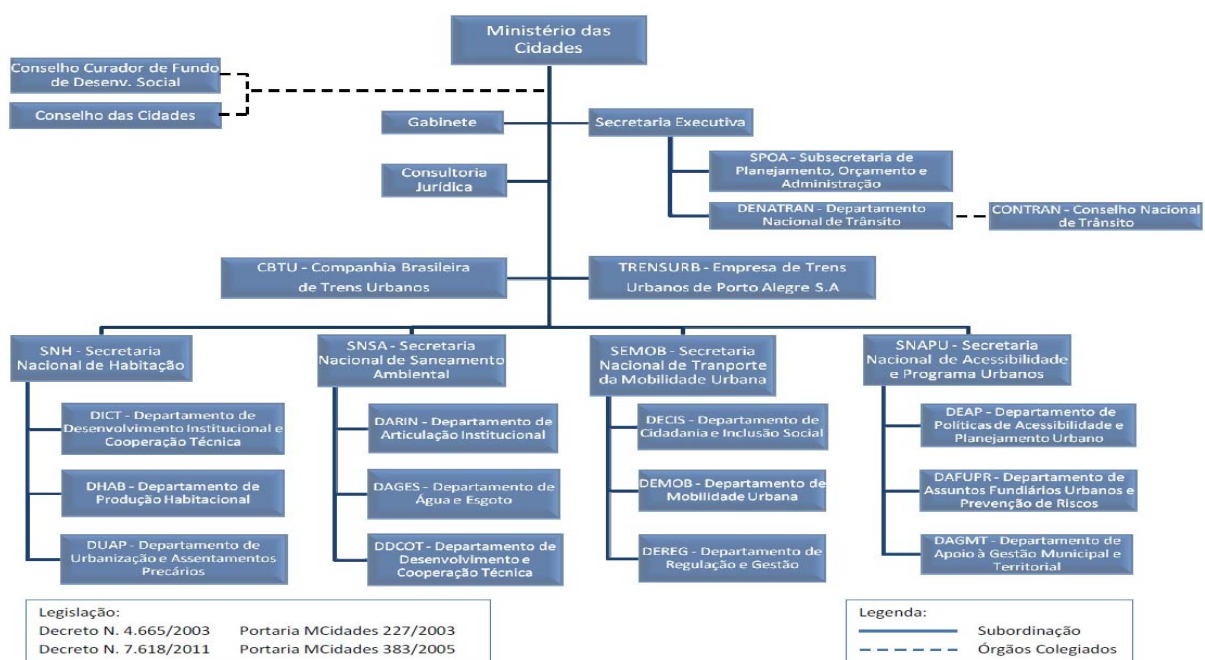 Ministério das
Cidades
Conselho Curador de Fundo
de Desenv. Social
Conselho das Cidades
Gabinete
Secretaria Executiva
Consultoria
Jurídica
SPOA - Subsecretaria de
Planejamento, Orçamento e
Administração
DENATRAN - Departamento
Nacional de Trânsito
CONTRAN - Conselho Nacional
de Trânsito
CBTU - Companhia Brasileira
de Trens Urbanos
TRENSURB - Empresa de Trens
Urbanos de Porto Alegre S.A
SNH - Secretaria
Nacional de Habitação
DICT - Departamento de
Desenvolvimento Institucional e
Cooperação Técnica
DHAB - Departamento de
Produção Habitacional
DUAP - Departamento de
Urbanização e Assentamentos
Precários
SNSA - Secretaria
Nacional de Saneamento
Ambiental
DARIN - Departamento de
Articulação Institucional
DAGES - Departamento de
Água e Esgoto
DDCOT - Departamento de
Desenvolvimento e
Cooperação Técnica
SEMOB - Secretaria
Nacional de Tranporte
da Mobilidade Urbana
DECIS - Departamento de
Cidadania e Inclusão Social
DEMOB - Departamento de
Mobilidade Urbana
DEREG - Departamento de
Regulação e Gestão
SNAPU - Secretaria
Nacional de Acessibilidade
e Programa Urbanos
DEAP - Departamento de
Políticas de Acessibilidade e
Planejamento Urbano
DAFUPR - Departamento de
Assuntos Fundiários Urbanos e
Prevenção de Riscos
DAGMT - Departamento de
Apoio à Gestão Municipal e
Territorial
Legislação:
Decreto N. 4.665/2003 Portaria MCidades 227/2003
Decreto N. 7.618/2011 Portaria MCidades 383/2005
Legenda:
Subordinação
Órgãos Colegiados